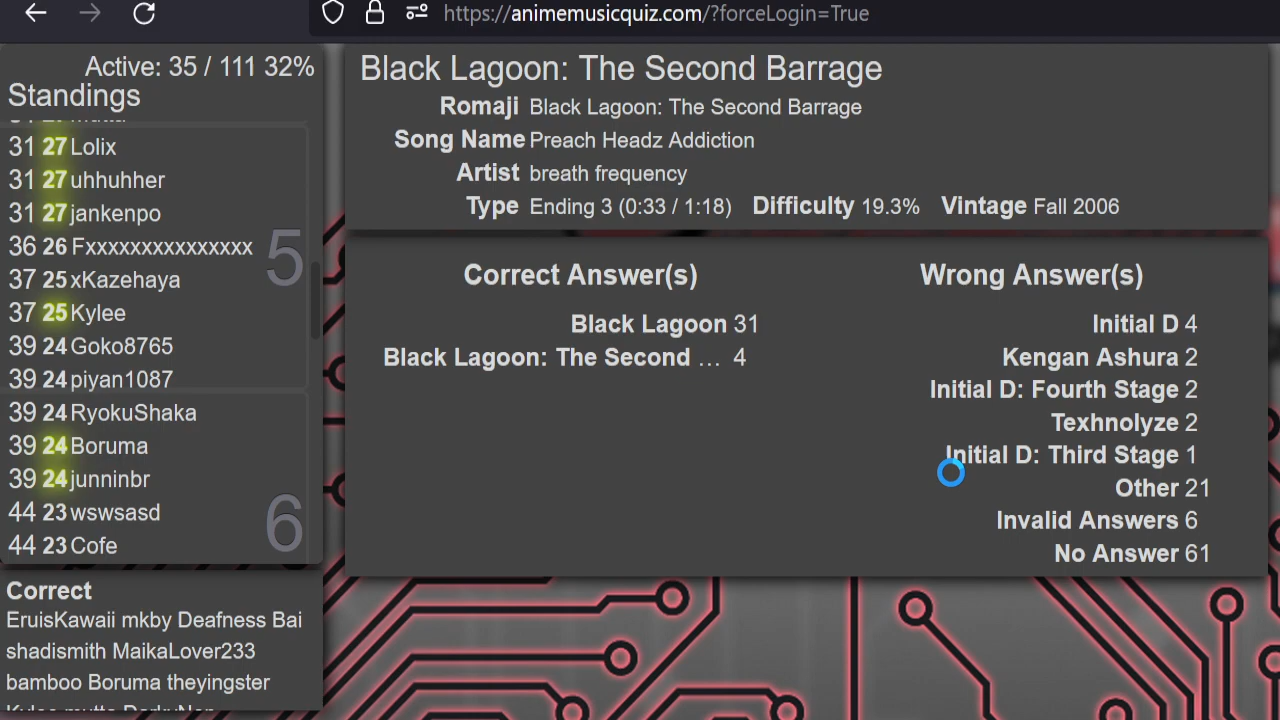 https://animemusicquiz.com/?forceLogin=True
Active: 35 / 111 32%
Standings
31 27 Lolix
31 27 uhhuhher
31 27 jankenpo
36 26 Fxxxxxxxxxxxxxxx
37 25 xKazehaya
37 25 Kylee
39 24 Goko8765
39 24 piyan1087
5
39 24 RyokuShaka
39 24 Boruma
39 24 junninbr
44 23 wswsasd
44 23 Cofe
6
Correct
EruisKawaii mkby Deafness Bai
shadismith MaikaLover233
bamboo Boruma theyingster
Black Lagoon: The Second Barrage
Romaji Black Lagoon: The Second Barrage
Song Name Preach Headz Addiction
Artist breath frequency
Type Ending 3 (0:33 / 1:18) Difficulty 19.3% Vintage Fall 2006
Correct Answer(s)
Black Lagoon 31
Black Lagoon: The Second ... 4
Wrong Answer(s)
Initial D 4
Kengan Ashura 2
Initial D: Fourth Stage 2
Texhnolyze 2
Initial D: Third Stage 1
Other 21
Invalid Answers 6
No Answer 61